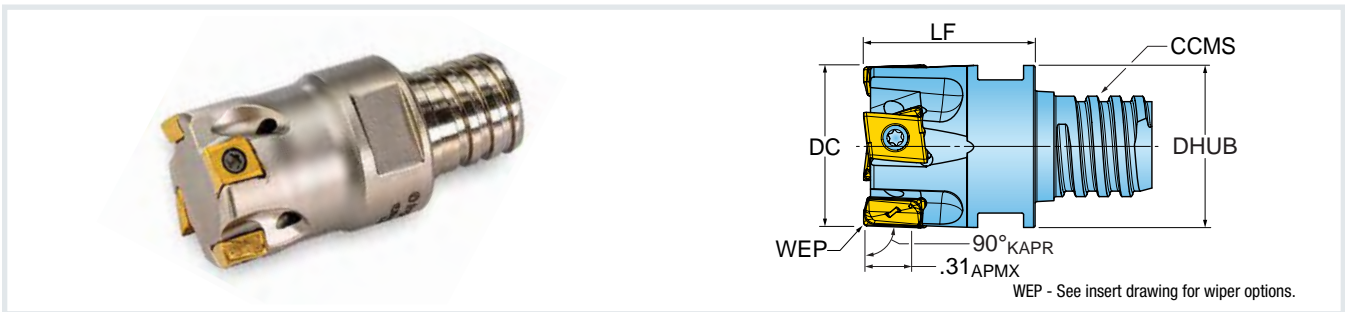 LF
CCMS
DC
DHUB
WEP
90°KAPR
.31APMX
WEP - See insert drawing for wiper options.